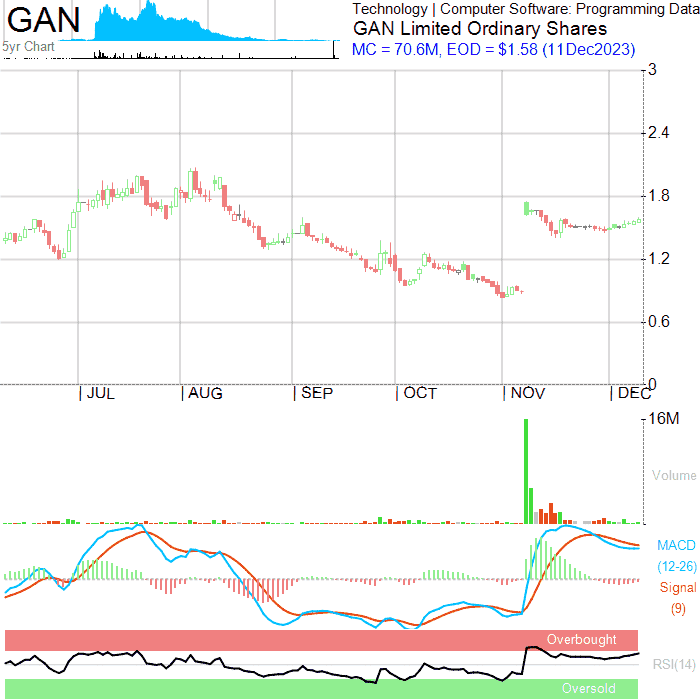 GAN
Technology | Computer Software: Programming Data
GAN Limited Ordinary Shares
5yr Chart
MC = 70.6M, EOD = $1.58 (11Dec2023)
3
2.4
1.8
1.2
0.6
0
| JUL | AUG | SEP | OCT | NOV | DEC
16M
Volume
MACD
(12-26)
Signal
(9)
Overbought
RSI(14)
Oversold